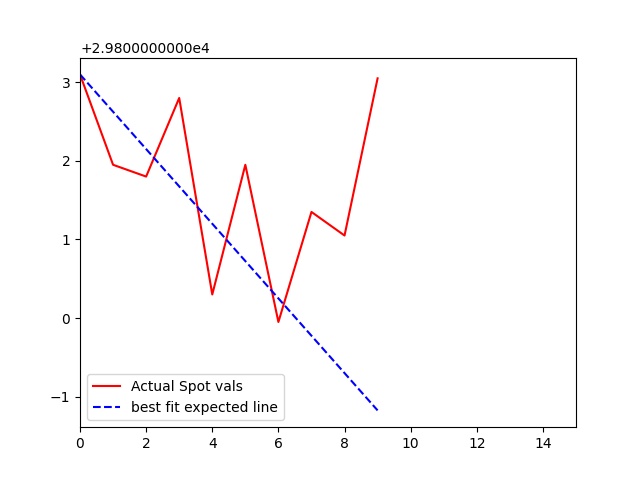 +2.9800000000e4
3
2
1
0
−1
Actual Spot vals
best fit expected line
0 2 4 6 8 10 12 14